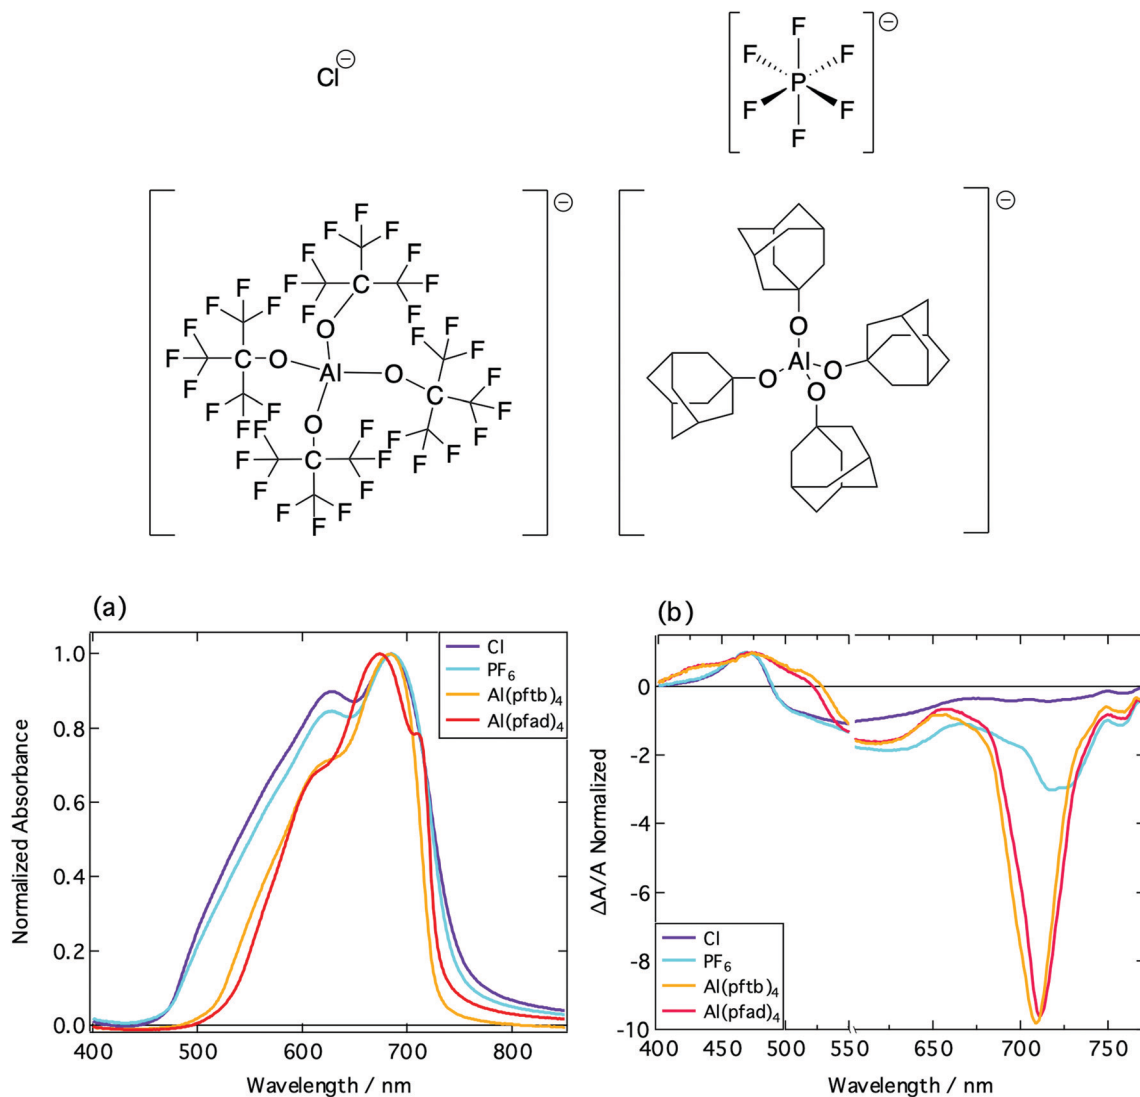 Cl ⊖
⊖
F
F F
P
F F
F
⊖
F
F F
F F
F C F
F F F F
F O F F
F C O Al O F
F C F
F F F F
F F O F F
F C F
F F F F
F F
⊖
O
Al
O O
O
(a)
Cl
PF6
Al(pftb)4
Al(pfad)4
1.0
0.8
0.6
0.4
0.2
0.0
400 500 600 700 800
Normalized Absorbance
Wavelength / nm
(b)
0
-2
-4
-6
-8
-10
400 450 500 550 650 700 750
ΔA/A Normalized
Cl
PF6
Al(pftb)4
Al(pfad)4
Wavelength / nm